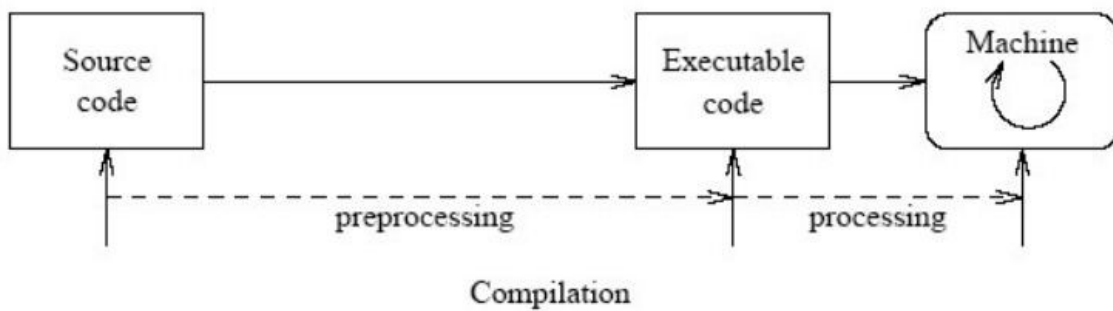 Source
code
Executable
code
Machine
preprocessing
processing
Compilation